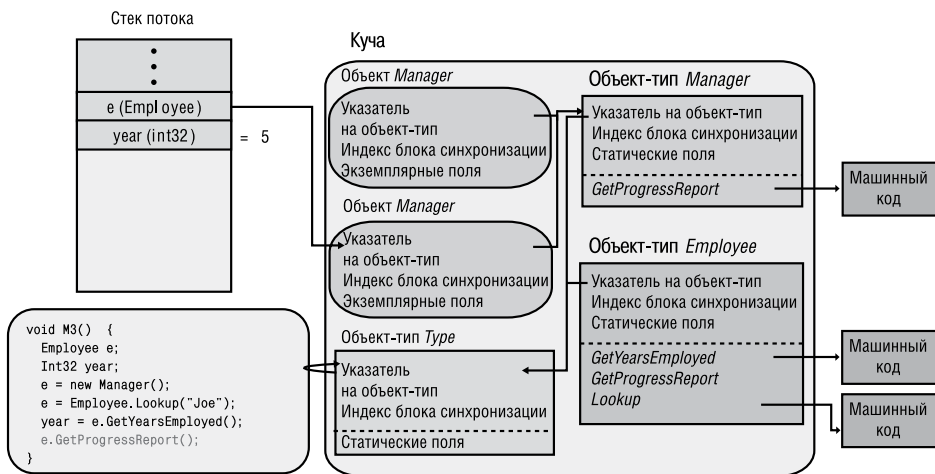 Стек потока
e (Employee)
year (int32)
= 5
Куча
Объект Manager
Указатель
на объект-тип
Индекс блока синхронизации
Экземплярные поля
Объект Manager
Указатель
на объект-тип
Индекс блока синхронизации
Экземплярные поля
Объект-тип Type
Указатель
на объект-тип
Индекс блока синхронизации
Статические поля
Объект-тип Manager
Указатель на объект-тип
Индекс блока синхронизации
Статические поля
GetProgressReport
Машинный
код
Объект-тип Employee
Указатель на объект-тип
Индекс блока синхронизации
Статические поля
GetYearsEmployed
GetProgressReport
Lookup
Машинный
код
Машинный
код
void M3() {
Employee e;
Int32 year;
e = new Manager();
e = Employee.Lookup("Joe");
year = e.GetYearsEmployed();
e.GetProgressReport();
}